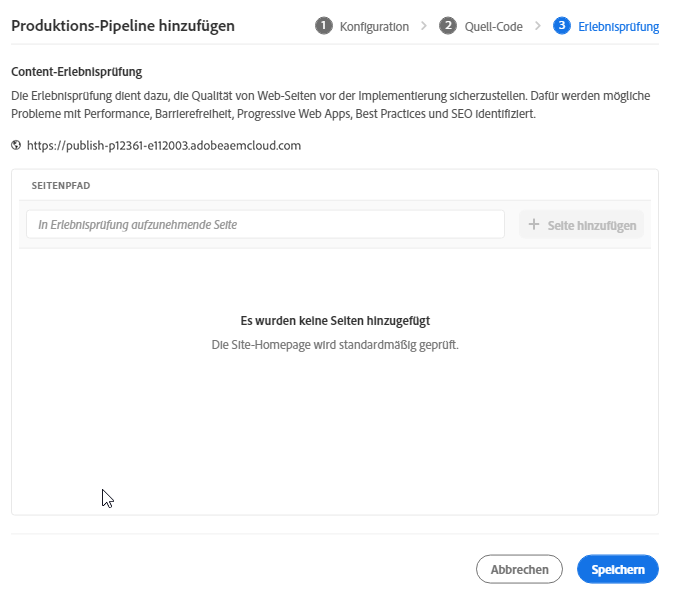 Produktions-Pipeline hinzufügen
1 Konfiguration 2 Quell-Code 3 Erlebnisprüfung
Content-Erlebnisprüfung
Die Erlebnisprüfung dient dazu, die Qualität von Web-Seiten vor der Implementierung sicherzustellen. Dafür werden mögliche
Probleme mit Performance, Barrierefreiheit, Progressive Web Apps, Best Practices und SEO identifiziert.
https://publish-p12361-e112003.adobeaemcloud.com
SEITENPFAD
In Erlebnisprüfung aufzunehmende Seite
Seite hinzufügen
Es wurden keine Seiten hinzugefügt
Die Site-Homepage wird standardmäßig geprüft.
Abbrechen
Speichern